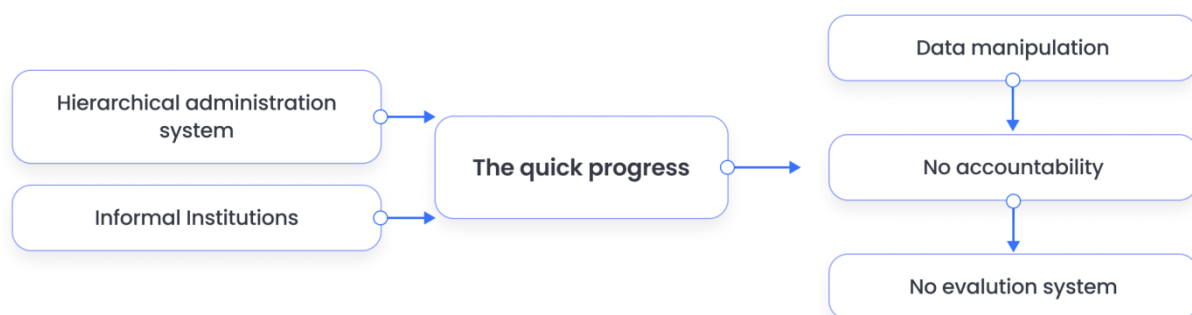 Hierarchical administration
system
Informal Institutions
The quick progress
Data manipulation
No accountability
No evalution system